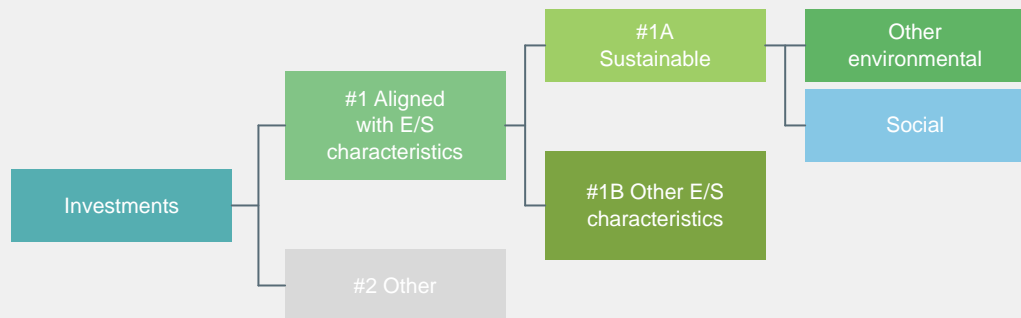 #1A
Sustainable
Other
environmental
#1 Aligned
with E/S
characteristics
Social
#1B Other E/S
characteristics
Investments
#2 Other